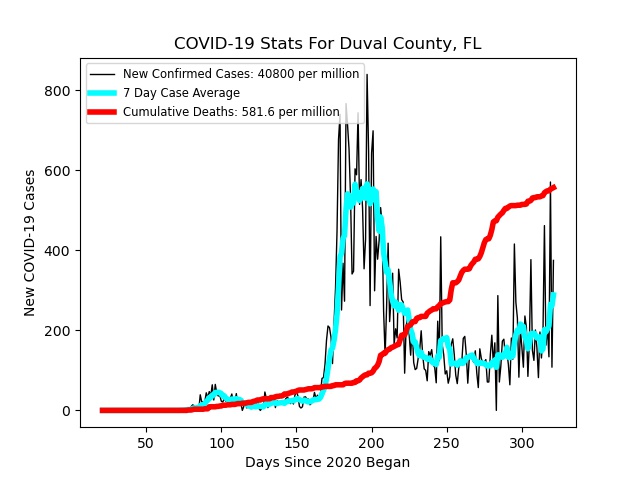 COVID-19 Stats For Duval County, FL
New Confirmed Cases: 40800 per million
7 Day Case Average
Cumulative Deaths: 581.6 per million
New COVID-19 Cases
800
600
400
200
0
50 100 150 200 250 300
Days Since 2020 Began